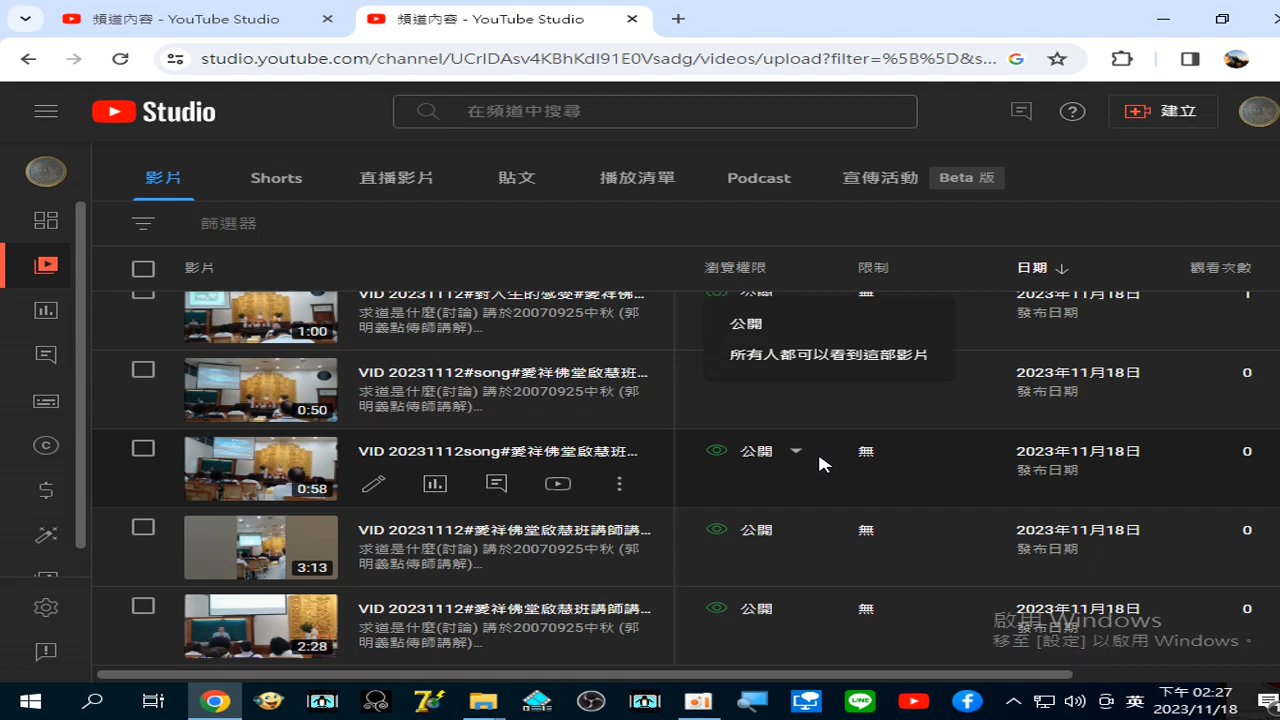 頻道內容 - YouTube Studio
頻道內容 - YouTube Studio
studio.youtube.com/channel/UCrIDAsv4KBhKdI91E0Vsadg/videos/upload?filter=%5B%5D&s...
Studio
在頻道中搜尋
建立
影片
Shorts
直播影片
貼文
播放清單
Podcast
宣傳活動
Beta 版
篩選器
影片
瀏覽權限
限制
日期
觀看次數
VID 20231112#對人生的感受#愛祥佛...
求道是什麼(討論) 講於20070925中秋 (郭
明義點傳師講解)...
1:00
公開
無
2023年11月18日
發布日期
1
公開
所有人都可以看到這部影片
VID 20231112#song#愛祥佛堂啟慧班...
求道是什麼(討論) 講於20070925中秋 (郭
明義點傳師講解)...
0:50
2023年11月18日
發布日期
0
VID 20231112song#愛祥佛堂啟慧班...
0:58
公開
無
2023年11月18日
發布日期
0
VID 20231112#愛祥佛堂啟慧班講師講...
求道是什麼(討論) 講於20070925中秋 (郭
明義點傳師講解)...
3:13
公開
無
2023年11月18日
發布日期
0
VID 20231112#愛祥佛堂啟慧班講師講...
求道是什麼(討論) 講於20070925中秋 (郭
明義點傳師講解)...
2:28
公開
無
2023年11月18日
發布日期
0
啟用 Windows
移至 [設定] 以啟用 Windows。
英
下午 02:27
2023/11/18